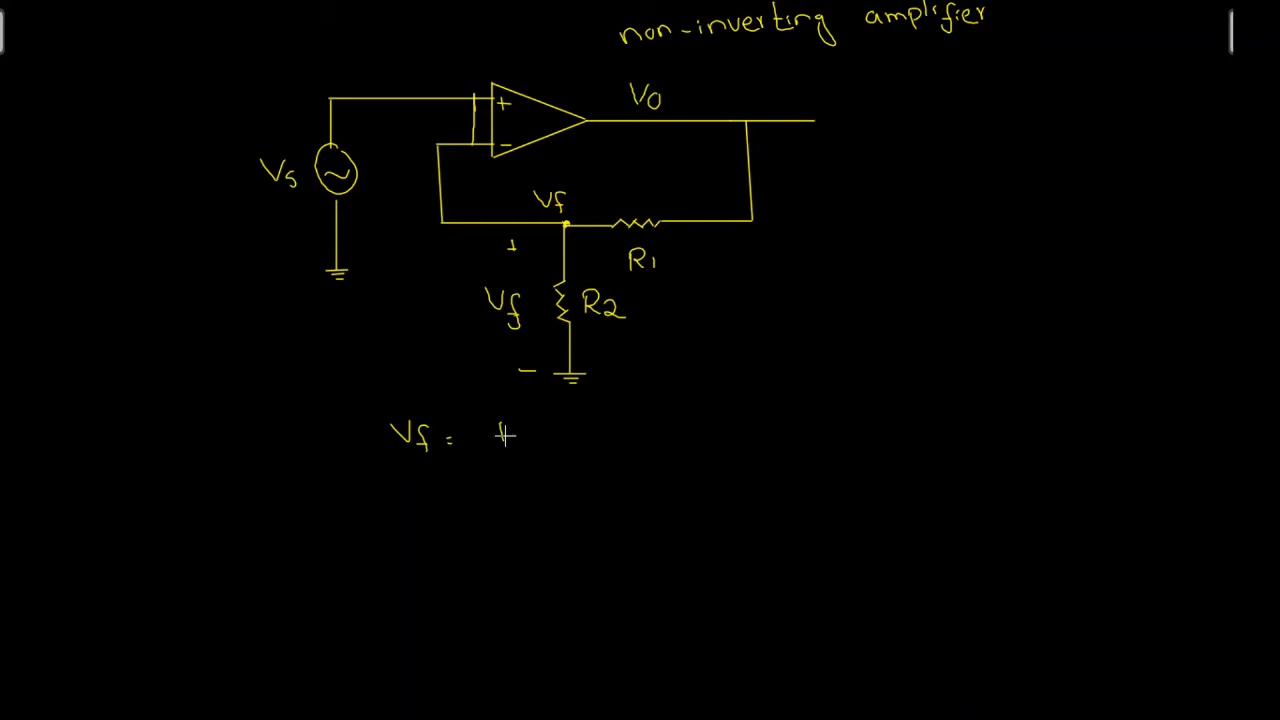 non-inverting amplifier
+
Vo
-
Vs
Vf
+
R1
Vf
R2
-
Vf =